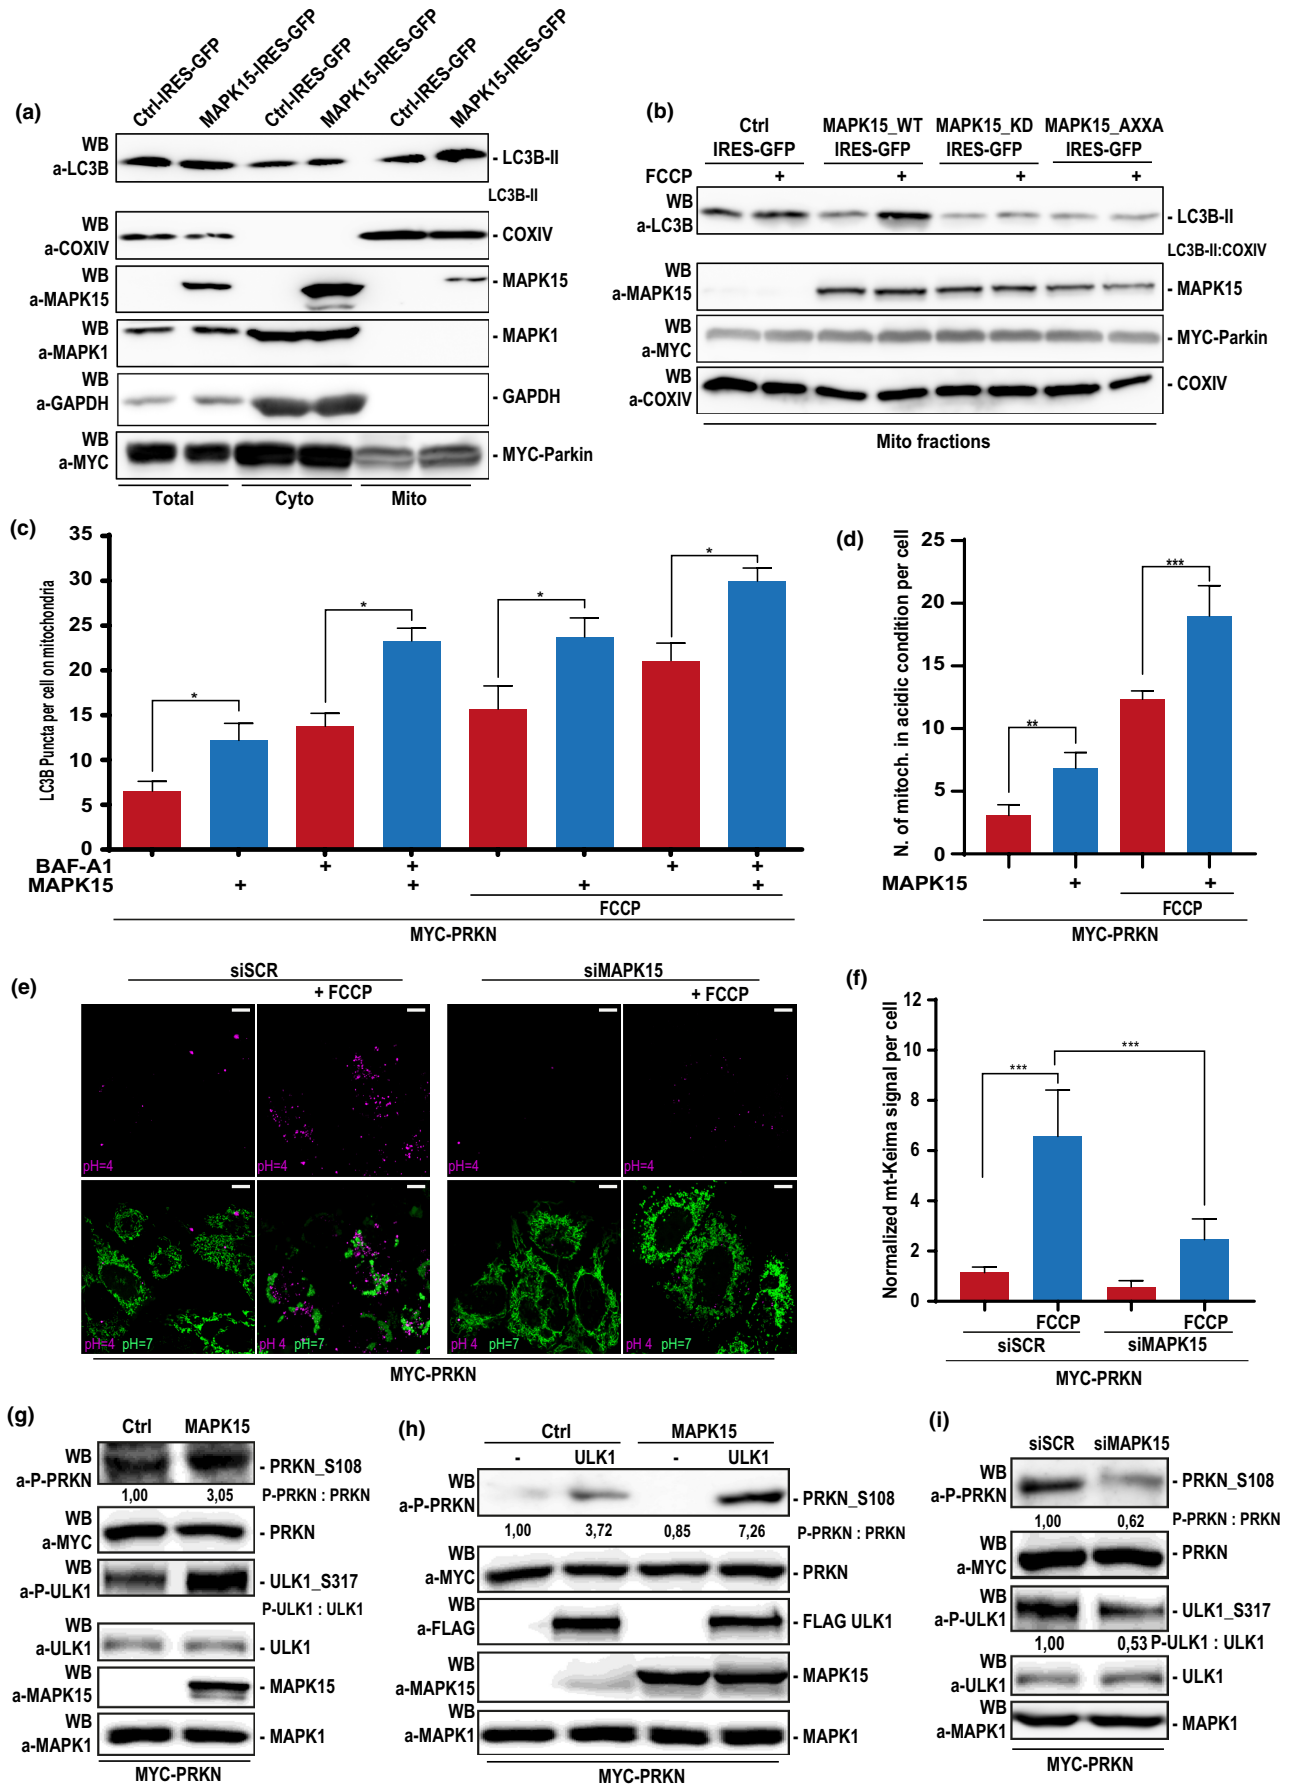 (a)
Ctrl-IRES-GFP
MAPK15-IRES-GFP
Ctrl-IRES-GFP
MAPK15-IRES-GFP
Ctrl-IRES-GFP
MAPK15-IRES-GFP
WB
a-LC3B
- LC3B-II
LC3B-II
WB
a-COXIV
- COXIV
WB
a-MAPK15
- MAPK15
WB
a-MAPK1
- MAPK1
WB
a-GAPDH
- GAPDH
WB
a-MYC
- MYC-Parkin
Total Cyto Mito
(b)
Ctrl MAPK15_WT MAPK15_KD MAPK15_AXXA
IRES-GFP IRES-GFP IRES-GFP IRES-GFP
FCCP + + + +
WB
a-LC3B
- LC3B-II
LC3B-II:COXIV
WB
a-MAPK15
- MAPK15
WB
a-MYC
- MYC-Parkin
WB
a-COXIV
- COXIV
Mito fractions
(c)
LC3B Puncta per cell on mitochondria
35
30
25
20
15
10
5
0
* * * *
BAF-A1 + + + +
MAPK15 + + + +
FCCP
MYC-PRKN
(d)
N. of mitoch. in acidic condition per cell
25
20
15
10
5
0
** ***
MAPK15 + +
FCCP
MYC-PRKN
(e)
siSCR siMAPK15
+ FCCP + FCCP
pH=4 pH=4 pH=4 pH=4
pH=4 pH=7 pH 4 pH=7 pH 4 pH=7 pH 4 pH=7
MYC-PRKN
(f)
Normalized mt-Keima signal per cell
12
10
8
6
4
2
0
*** ***
FCCP FCCP
siSCR siMAPK15
MYC-PRKN
(g)
Ctrl MAPK15
WB
a-P-PRKN
- PRKN_S108
1,00 3,05 P-PRKN : PRKN
WB
a-MYC
- PRKN
WB
a-P-ULK1
- ULK1_S317
P-ULK1 : ULK1
WB
a-ULK1
- ULK1
WB
a-MAPK15
- MAPK15
WB
a-MAPK1
- MAPK1
MYC-PRKN
(h)
Ctrl MAPK15
- ULK1 - ULK1
WB
a-P-PRKN
- PRKN_S108
1,00 3,72 0,85 7,26 P-PRKN : PRKN
WB
a-MYC
- PRKN
WB
a-FLAG
- FLAG ULK1
WB
a-MAPK15
- MAPK15
WB
a-MAPK1
- MAPK1
MYC-PRKN
(i)
siSCR siMAPK15
WB
a-P-PRKN
- PRKN_S108
1,00 0,62 P-PRKN : PRKN
WB
a-MYC
- PRKN
WB
a-P-ULK1
- ULK1_S317
1,00 0,53 P-ULK1 : ULK1
WB
a-ULK1
- ULK1
WB
a-MAPK1
- MAPK1
MYC-PRKN